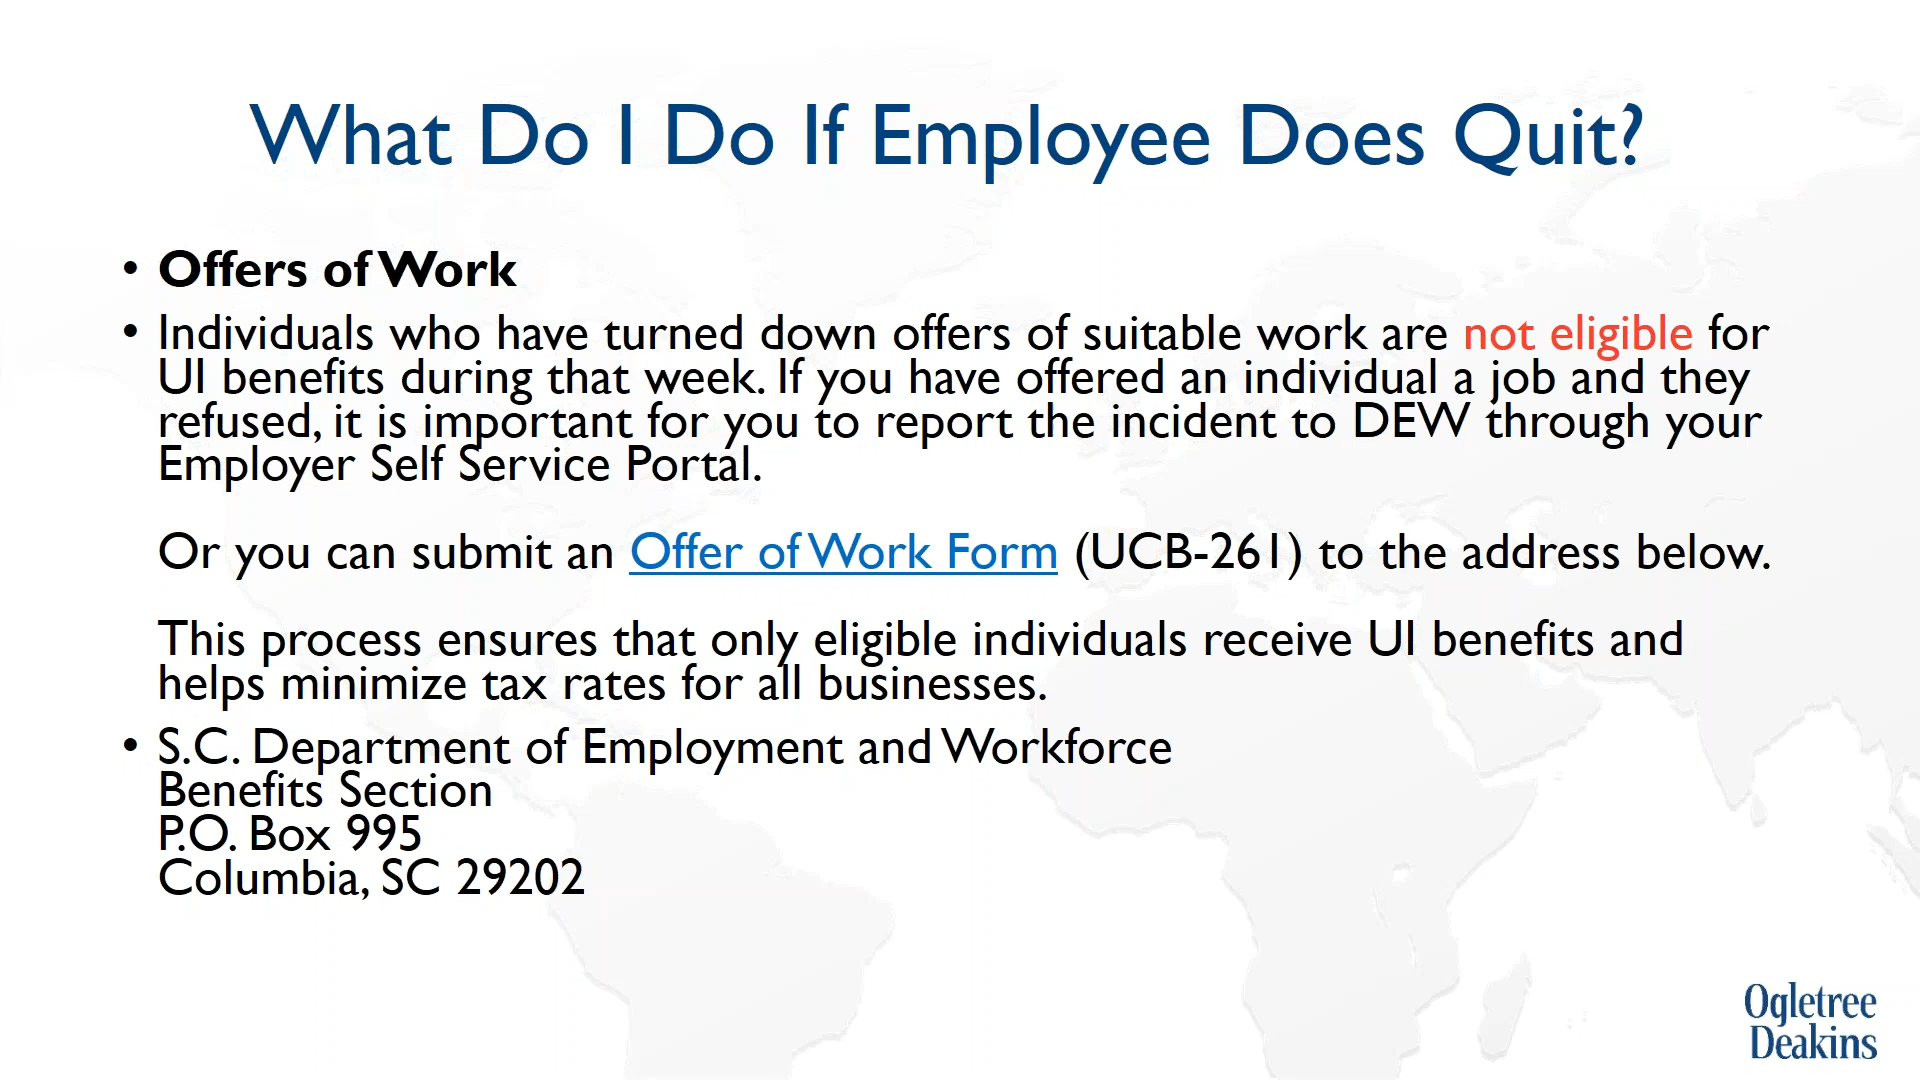 What Do I Do If Employee Does Quit?
• Offers of Work
• Individuals who have turned down offers of suitable work are not eligible for
UI benefits during that week. If you have offered an individual a job and they
refused, it is important for you to report the incident to DEW through your
Employer Self Service Portal.
Or you can submit an Offer of Work Form (UCB-261) to the address below.
This process ensures that only eligible individuals receive UI benefits and
helps minimize tax rates for all businesses.
• S.C. Department of Employment and Workforce
Benefits Section
P.O. Box 995
Columbia, SC 29202
Ogletree
Deakins